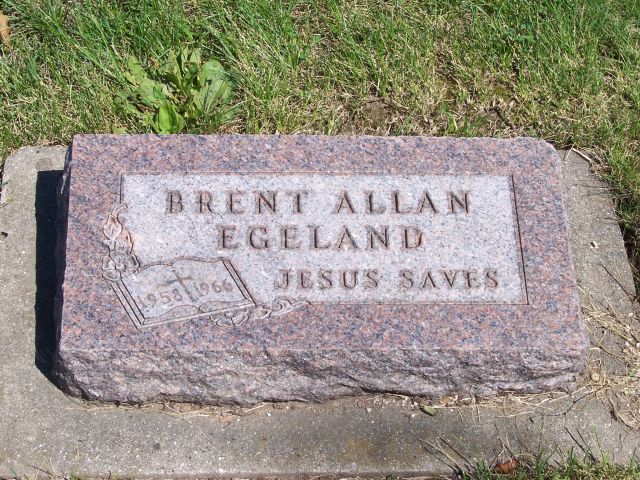 BRENT ALLAN
EGELAND
JESUS SAVES
1958 1966